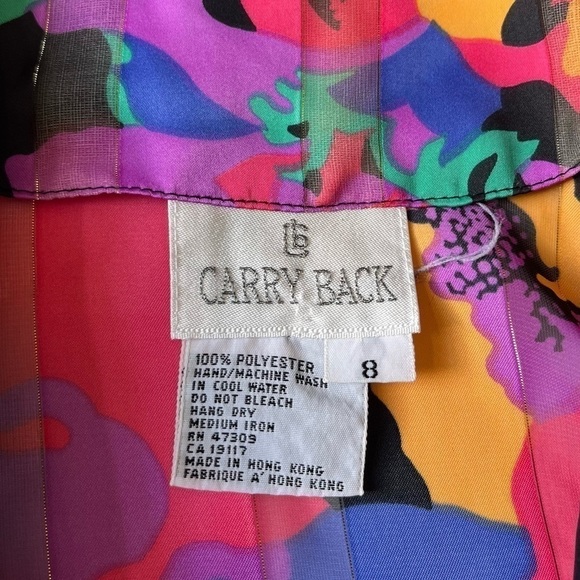 CARRY BACK
8
100% POLYESTER
HAND/MACHINE WASH
IN COOL WATER
DO NOT BLEACH
HANG DRY
MEDIUM IRON
RN 47309
CA 19117
MADE IN HONG KONG
FABRIQUE A' HONG KONG